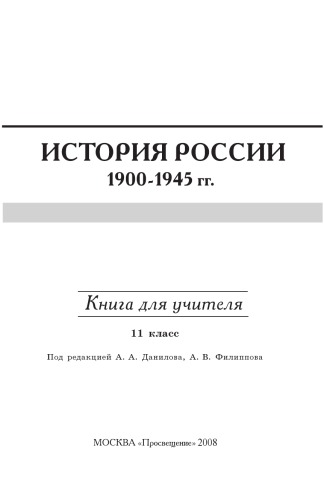 ИСТОРИЯ РОССИИ
1900-1945 гг.
Книга для учителя
11 класс
Под редакцией А. А. Данилова, А. В. Филиппова
МОСКВА «Просвещение» 2008